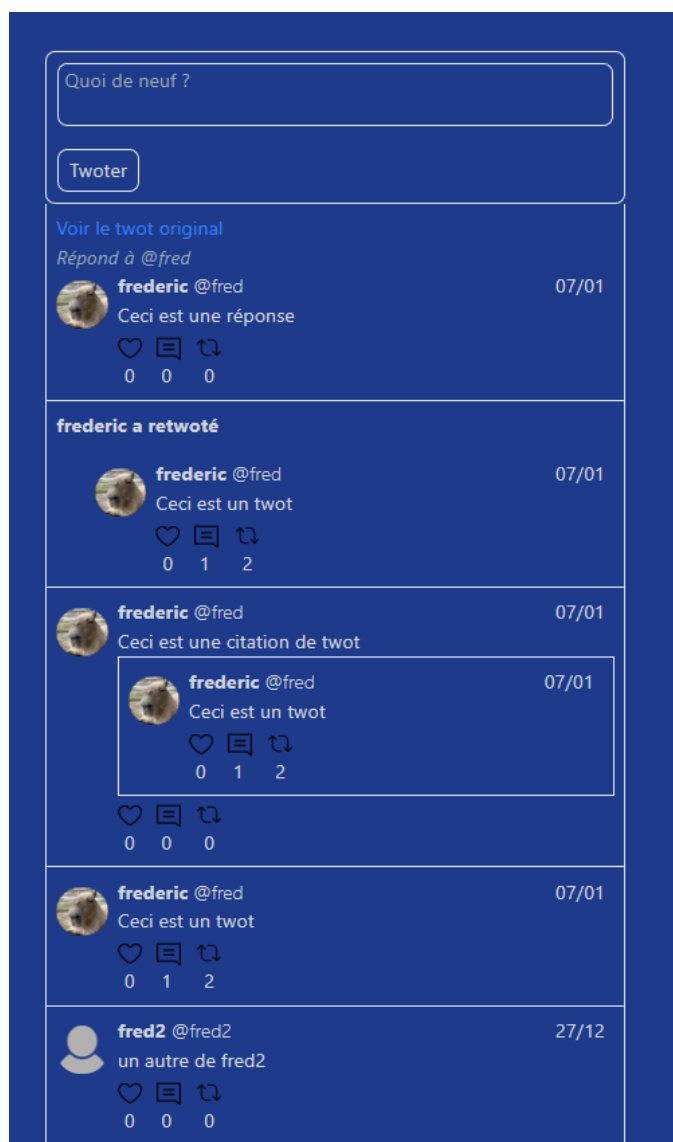 Quoi de neuf ?
Twoter
Voir le twot original
Répond à @fred
frederic @fred 07/01
Ceci est une réponse
0 0 0
frederic a retwoté
frederic @fred 07/01
Ceci est un twot
0 1 2
frederic @fred 07/01
Ceci est une citation de twot
frederic @fred 07/01
Ceci est un twot
0 1 2
0 0 0
frederic @fred 07/01
Ceci est un twot
0 1 2
fred2 @fred2 27/12
un autre de fred2
0 0 0